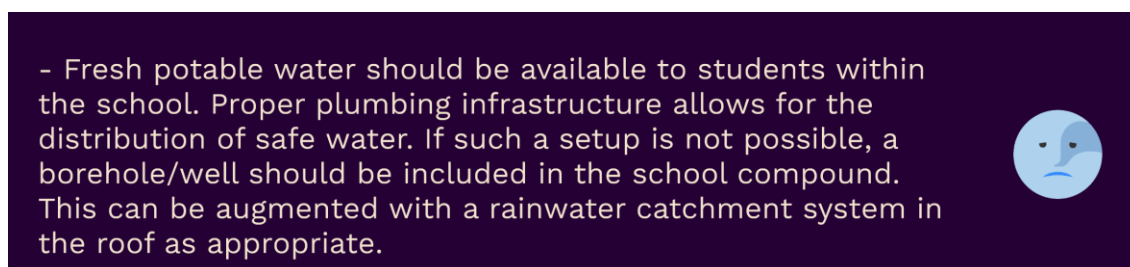 - Fresh potable water should be available to students within
the school. Proper plumbing infrastructure allows for the
distribution of safe water. If such a setup is not possible, a
borehole/well should be included in the school compound.
This can be augmented with a rainwater catchment system in
the roof as appropriate.